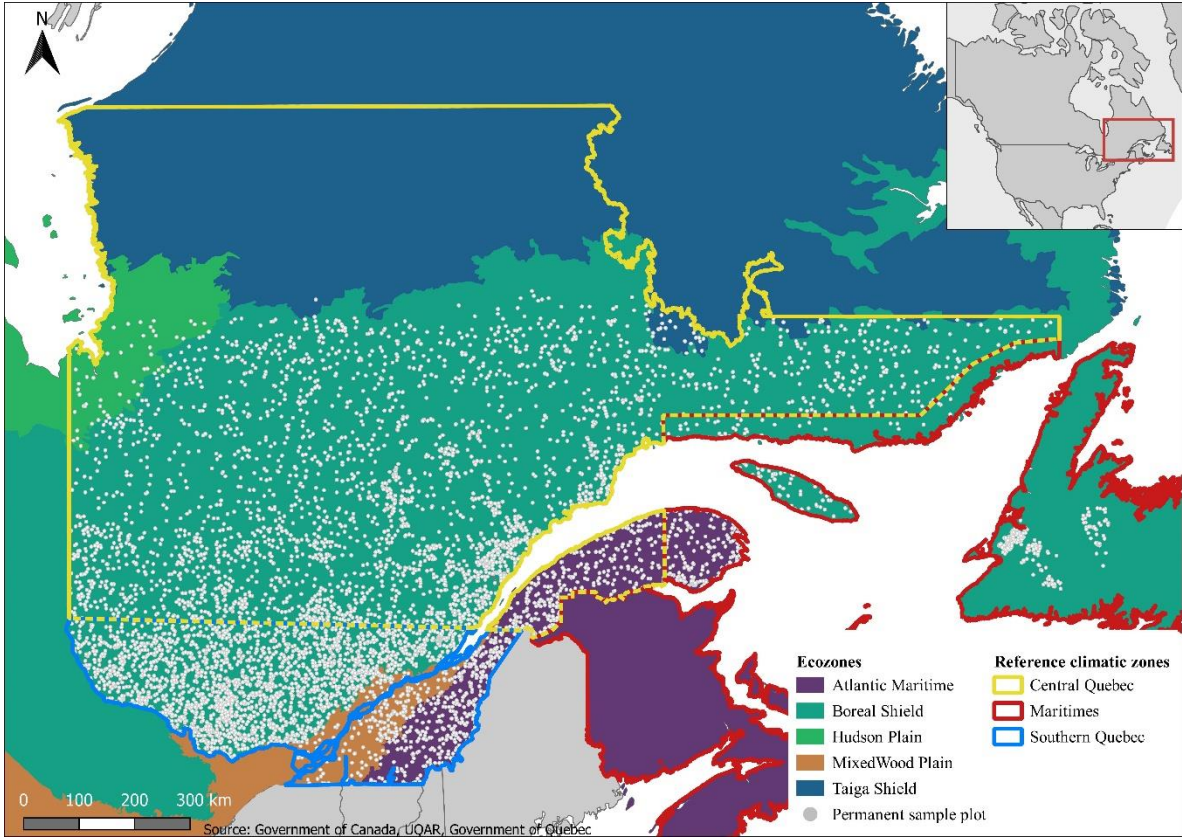 N
Ecozones
Atlantic Maritime
Boreal Shield
Hudson Plain
MixedWood Plain
Taiga Shield
Permanent sample plot
Reference climatic zones
Central Quebec
Maritimes
Southern Quebec
0 100 200 300 km
Source: Government of Canada, UQAR, Government of Quebec